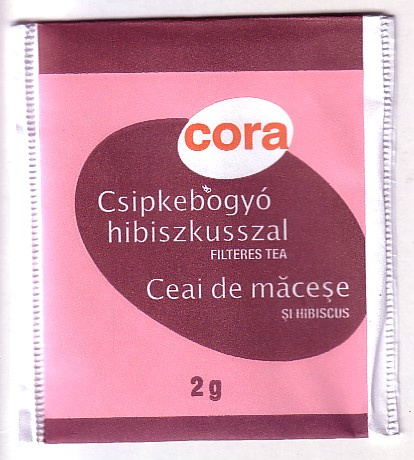 cora
Csipkebogyó
hibiszkusszal
FILTERES TEA
Ceai de măceşe
ŞI HIBISCUS
2 g